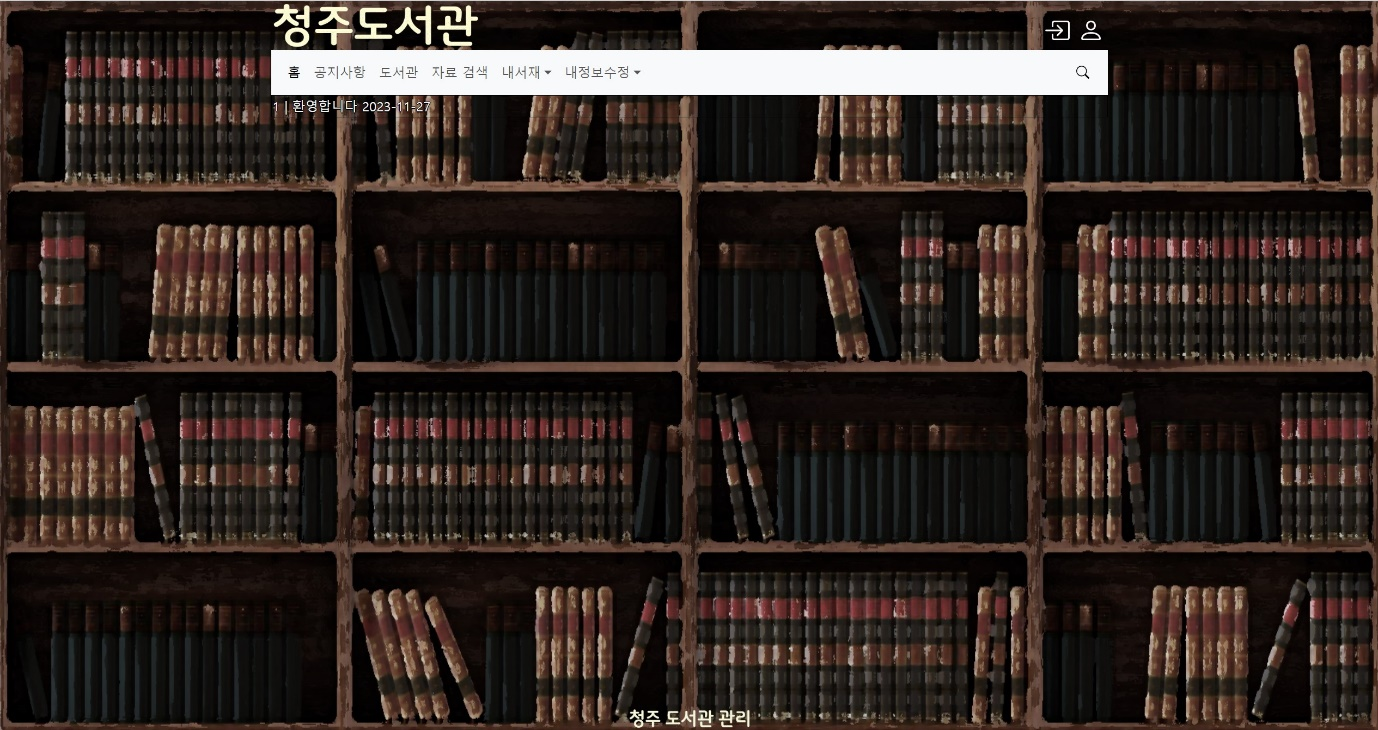 청주도서관
홈 공지사항 도서관 자료 검색 내서재 내정보수정
1 | 환영합니다 2023-11-27
청주 도서관 관리